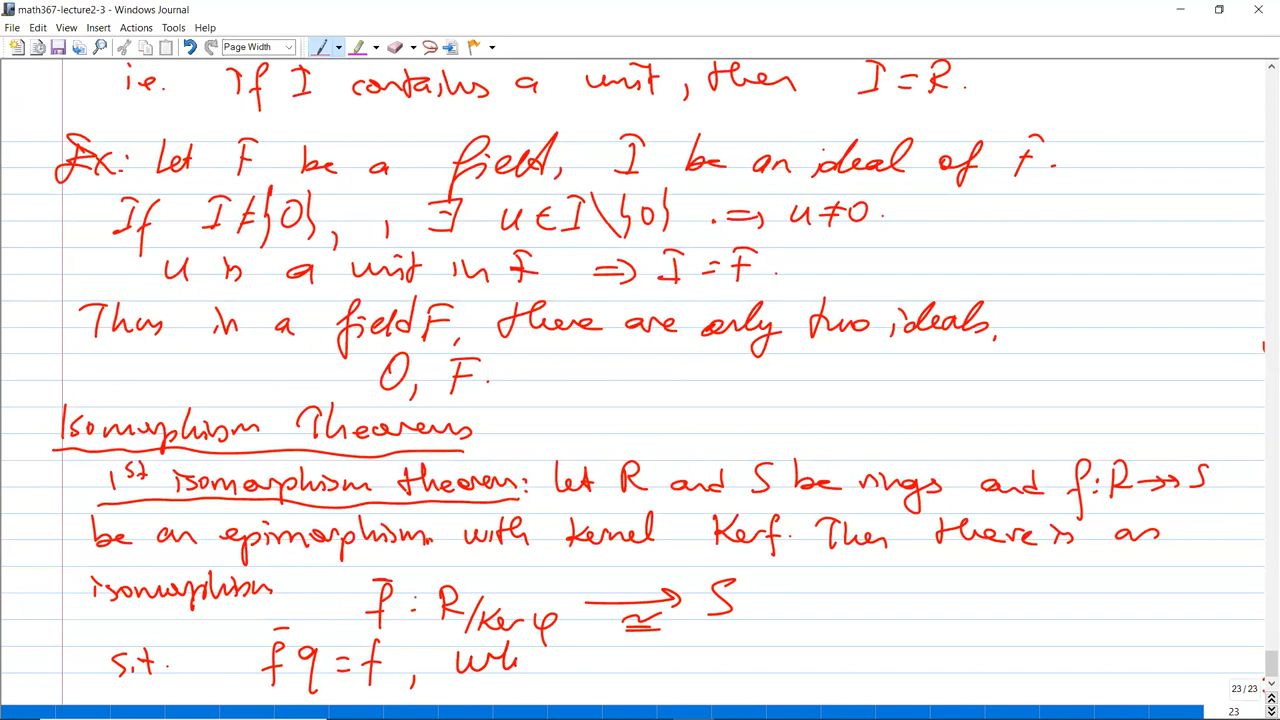 math367-lecture2-3 - Windows Journal
File Edit View Insert Actions Tools Help
Page Width
i.e. If I contains a unit, then I = R.
Ex: Let F be a field, I be an ideal of F.
If I ≠ {0}, , ∃ u ∈ I \ {0} . ⇒ u ≠ 0.
u is a unit in F ⇒ I = F.
Thus in a field F, there are only two ideals,
0, F.
Isomorphism Theorems
1st isomorphism theorem: Let R and S be rings and f: R ↠ S
be an epimorphism with kernel Ker f. Then there is an
isomorphism f̄ : R/Ker φ ⟶ ≅ S
s.t. f̄ q = f, wh
23 / 23
23